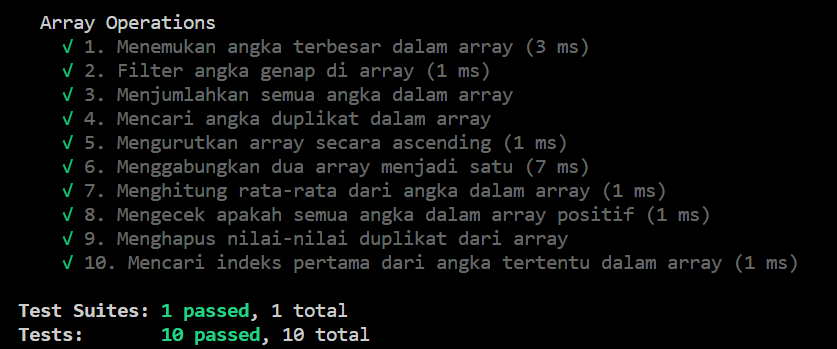 Array Operations
√ 1. Menemukan angka terbesar dalam array (3 ms)
√ 2. Filter angka genap di array (1 ms)
√ 3. Menjumlahkan semua angka dalam array
√ 4. Mencari angka duplikat dalam array
√ 5. Mengurutkan array secara ascending (1 ms)
√ 6. Menggabungkan dua array menjadi satu (7 ms)
√ 7. Menghitung rata-rata dari angka dalam array (1 ms)
√ 8. Mengecek apakah semua angka dalam array positif (1 ms)
√ 9. Menghapus nilai-nilai duplikat dari array
√ 10. Mencari indeks pertama dari angka tertentu dalam array (1 ms)
Test Suites: 1 passed, 1 total
Tests: 10 passed, 10 total